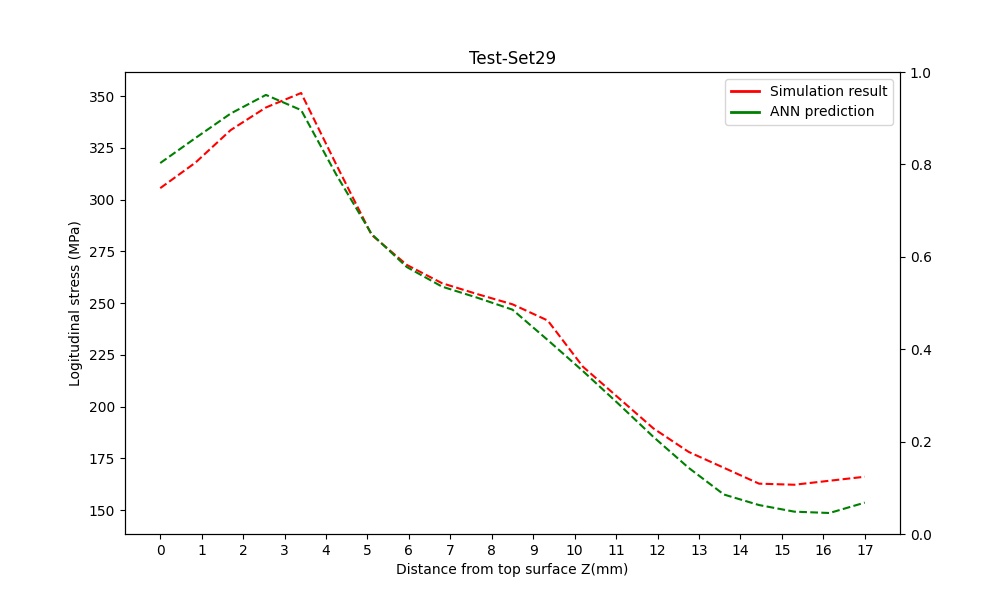 Test-Set29
Simulation result
ANN prediction
350
325
300
275
250
225
200
175
150
1.0
0.8
0.6
0.4
0.2
0.0
Logitudinal stress (MPa)
0 1 2 3 4 5 6 7 8 9 10 11 12 13 14 15 16 17
Distance from top surface Z(mm)